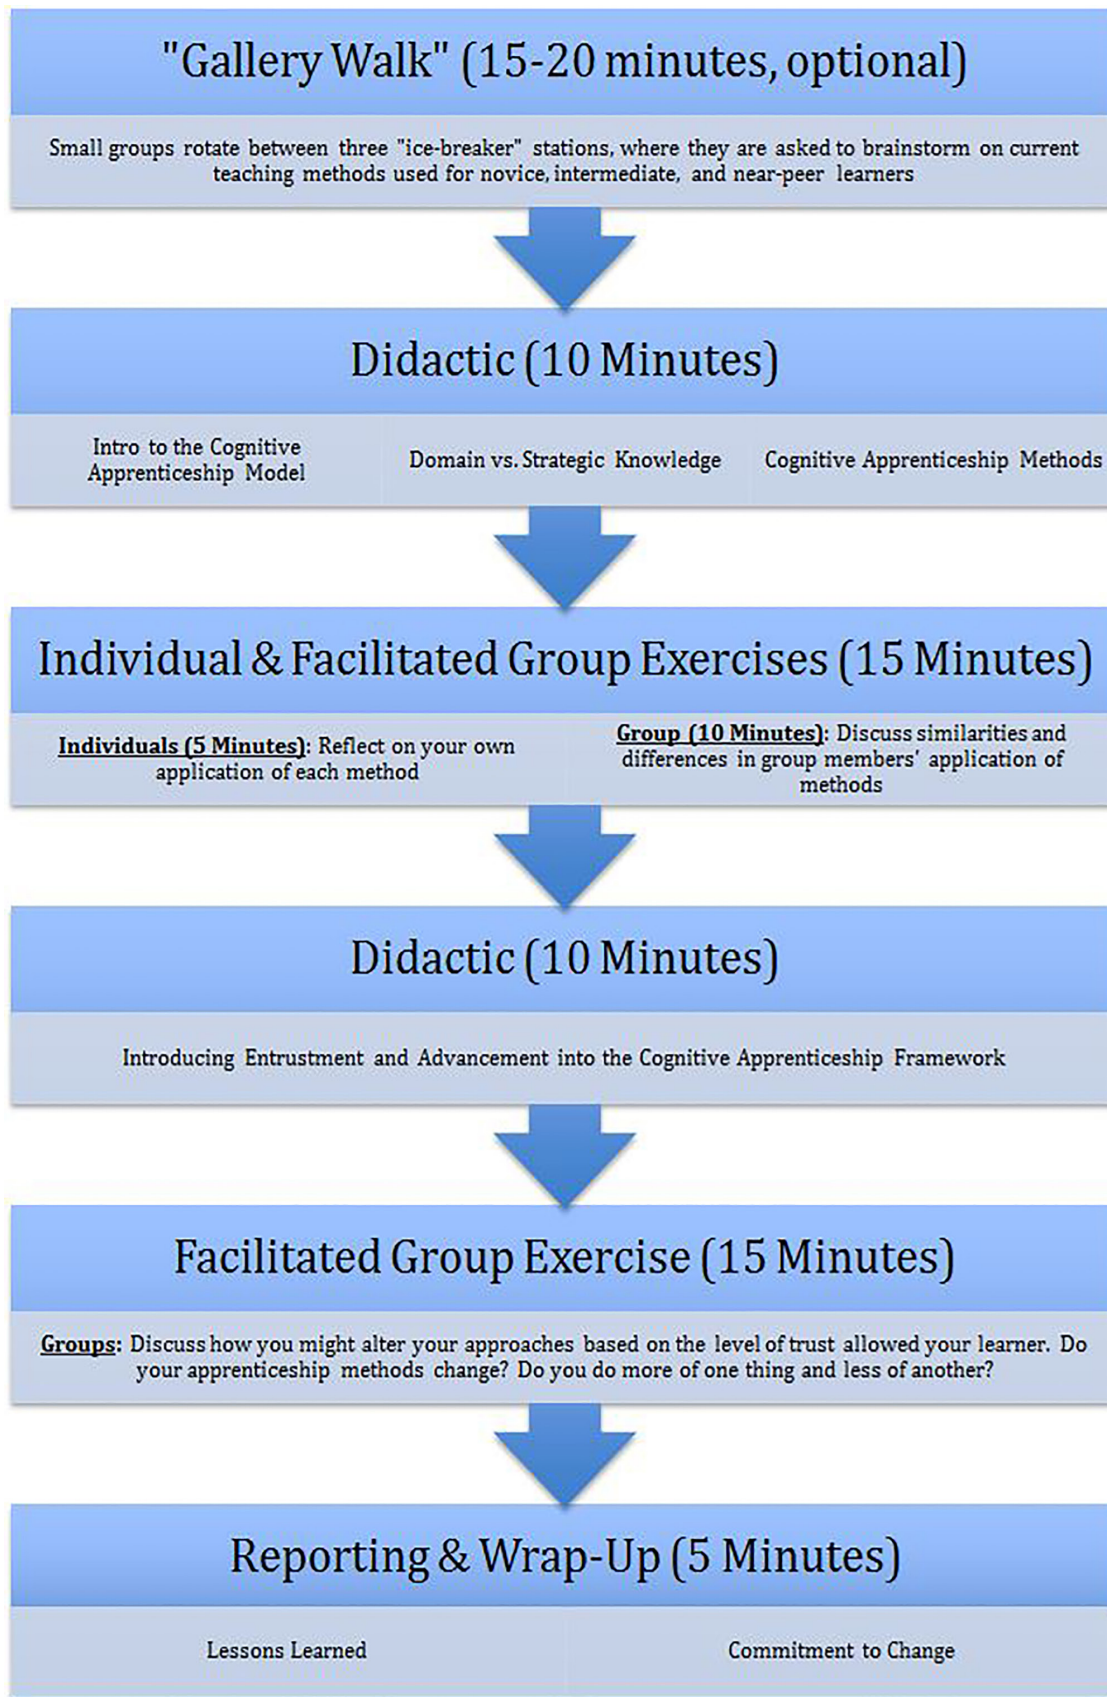 "Gallery Walk" (15-20 minutes, optional)
Small groups rotate between three "ice-breaker" stations, where they are asked to brainstorm on current
teaching methods used for novice, intermediate, and near-peer learners
Didactic (10 Minutes)
Intro to the Cognitive
Apprenticeship Model
Domain vs. Strategic Knowledge
Cognitive Apprenticeship Methods
Individual & Facilitated Group Exercises (15 Minutes)
Individuals (5 Minutes): Reflect on your own
application of each method
Group (10 Minutes): Discuss similarities and
differences in group members' application of
methods
Didactic (10 Minutes)
Introducing Entrustment and Advancement into the Cognitive Apprenticeship Framework
Facilitated Group Exercise (15 Minutes)
Groups: Discuss how you might alter your approaches based on the level of trust allowed your learner. Do
your apprenticeship methods change? Do you do more of one thing and less of another?
Reporting & Wrap-Up (5 Minutes)
Lessons Learned
Commitment to Change